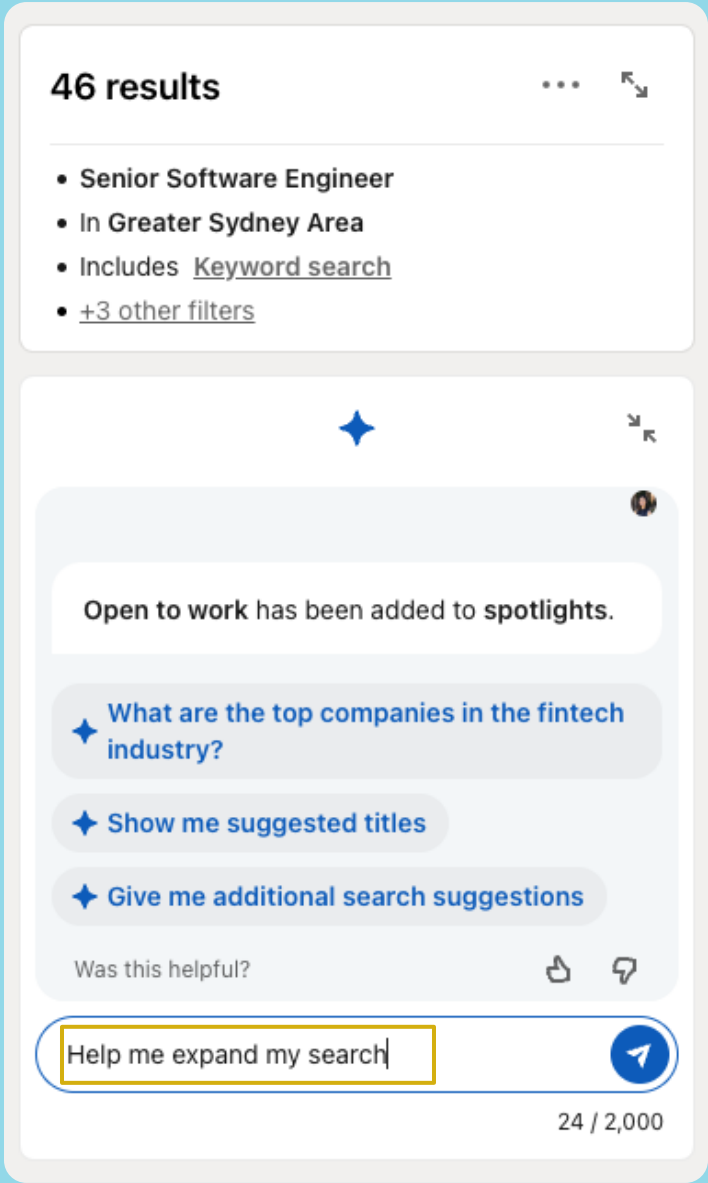 46 results
Senior Software Engineer
In Greater Sydney Area
Includes Keyword search
+3 other filters
Open to work has been added to spotlights.
What are the top companies in the fintech
industry?
Show me suggested titles
Give me additional search suggestions
Was this helpful?
Help me expand my search
24 / 2,000